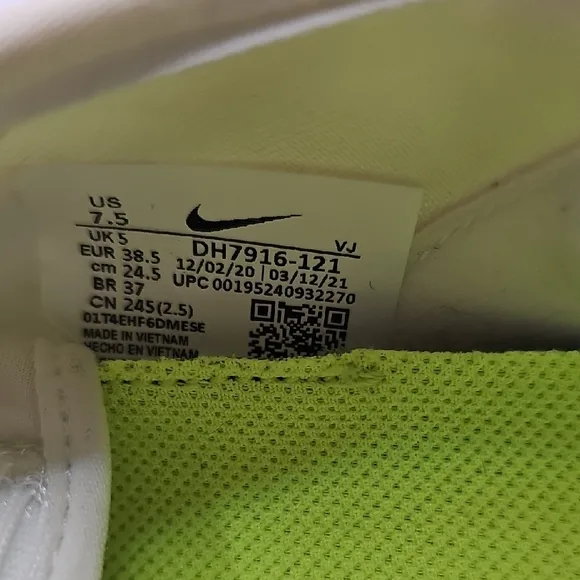 US
7.5
UK 5
EUR 38.5
cm 24.5
BR 37
CN 245(2.5)
01T4EHF6DMESE
MADE IN VIETNAM
HECHO EN VIETNAM
VJ
DH7916-121
12/02/20 | 03/12/21
UPC 00195240932270